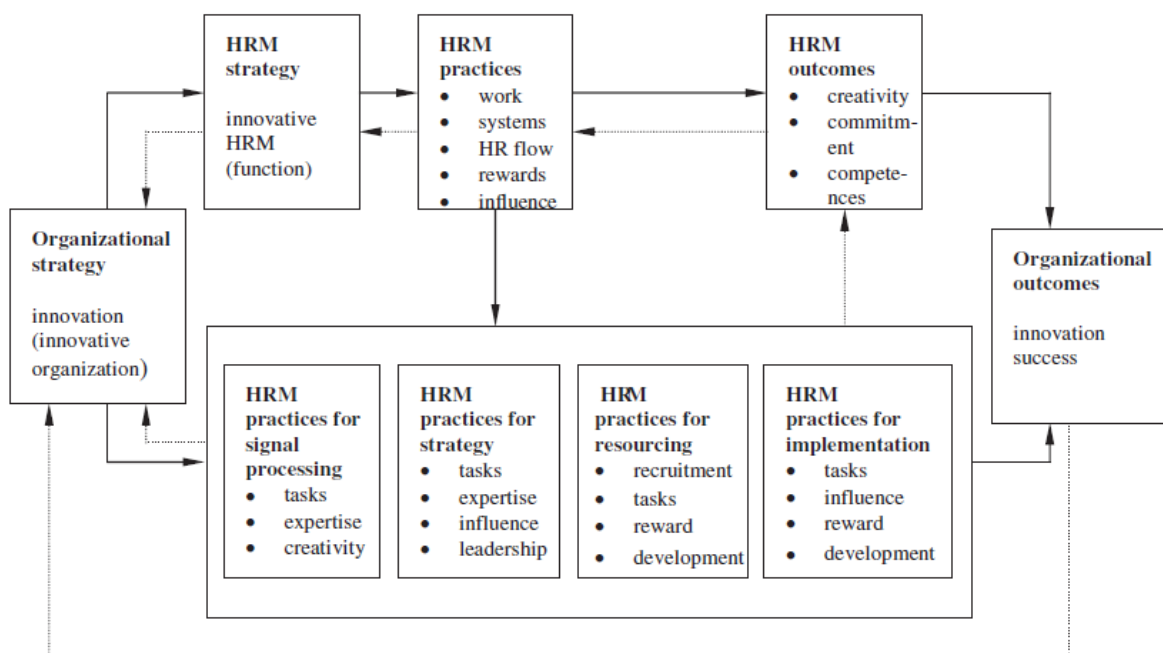 HRM
strategy
innovative
HRM
(function)
HRM
practices
• work
• systems
• HR flow
• rewards
• influence
HRM
outcomes
• creativity
• commitm-
ent
• compete-
nces
Organizational
strategy
innovation
(innovative
organization)
Organizational
outcomes
innovation
success
HRM
practices for
signal
processing
• tasks
• expertise
• creativity
HRM
practices for
strategy
• tasks
• expertise
• influence
• leadership
HRM
practices for
resourcing
• recruitment
• tasks
• reward
• development
HRM
practices for
implementation
• tasks
• influence
• reward
• development